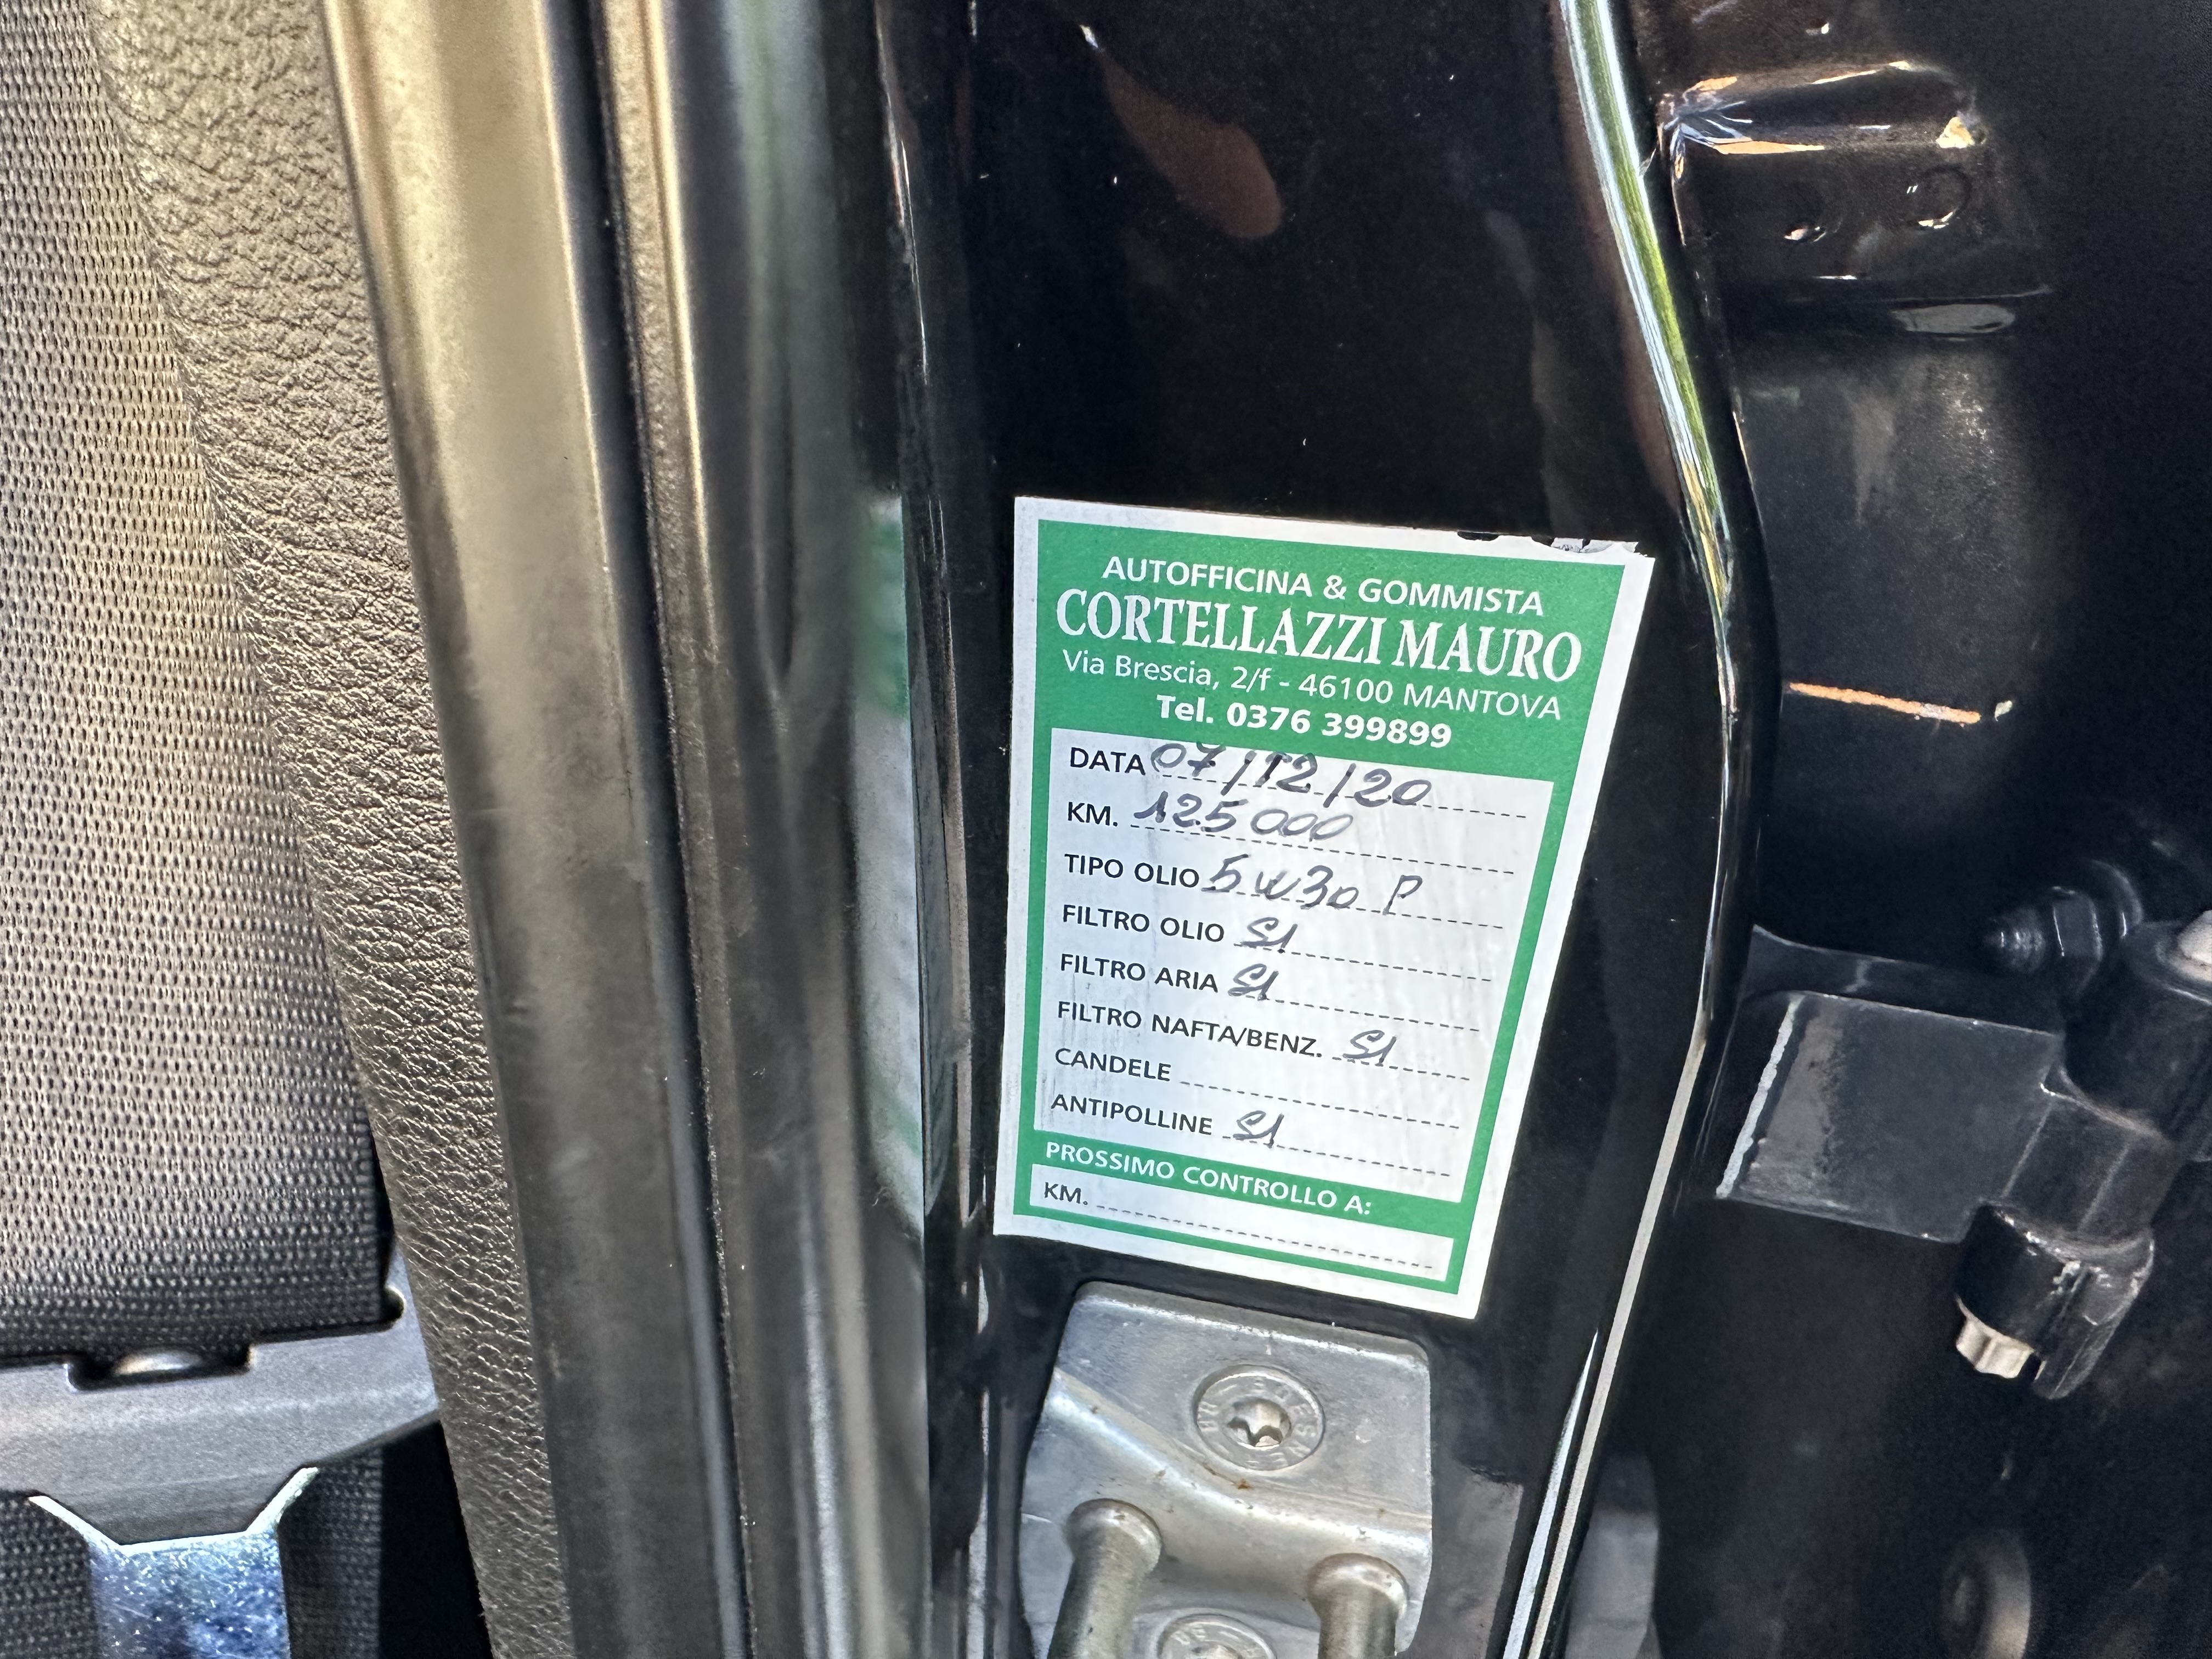 AUTOFFICINA & GOMMISTA
CORTELLAZZI MAURO
Via Brescia, 2/f - 46100 MANTOVA
Tel. 0376 399899
DATA 07/12/20
KM. 125000
TIPO OLIO 5w30 P
FILTRO OLIO SI
FILTRO ARIA SI
FILTRO NAFTA/BENZ. SI
CANDELE
ANTIPOLLINE SI
PROSSIMO CONTROLLO A:
KM.